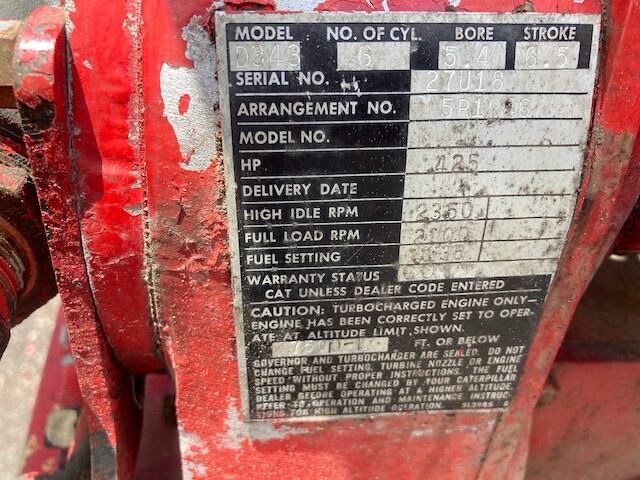 MODEL NO. OF CYL. BORE STROKE
D343 6 5.4 6.5
SERIAL NO. 27U18
ARRANGEMENT NO.
MODEL NO.
HP 425
DELIVERY DATE
HIGH IDLE RPM 2350
FULL LOAD RPM
FUEL SETTING
WARRANTY STATUS
CAT UNLESS DEALER CODE ENTERED
CAUTION: TURBOCHARGED ENGINE ONLY-
ENGINE HAS BEEN CORRECTLY SET TO OPER-
ATE AT ALTITUDE LIMIT SHOWN.
FT. OR BELOW
GOVERNOR AND TURBOCHARGER ARE SEALED. DO NOT
CHANGE FUEL SETTING, TURBINE NOZZLE OR ENGINE
SPEED WITHOUT PROPER INSTRUCTIONS. THE FUEL
SETTING MUST BE CHANGED BY YOUR CATERPILLAR
DEALER BEFORE OPERATING AT A HIGHER ALTITUDE.
REFER TO OPERATION AND MAINTENANCE INSTRUC-
TIONS FOR HIGH ALTITUDE OPERATION.